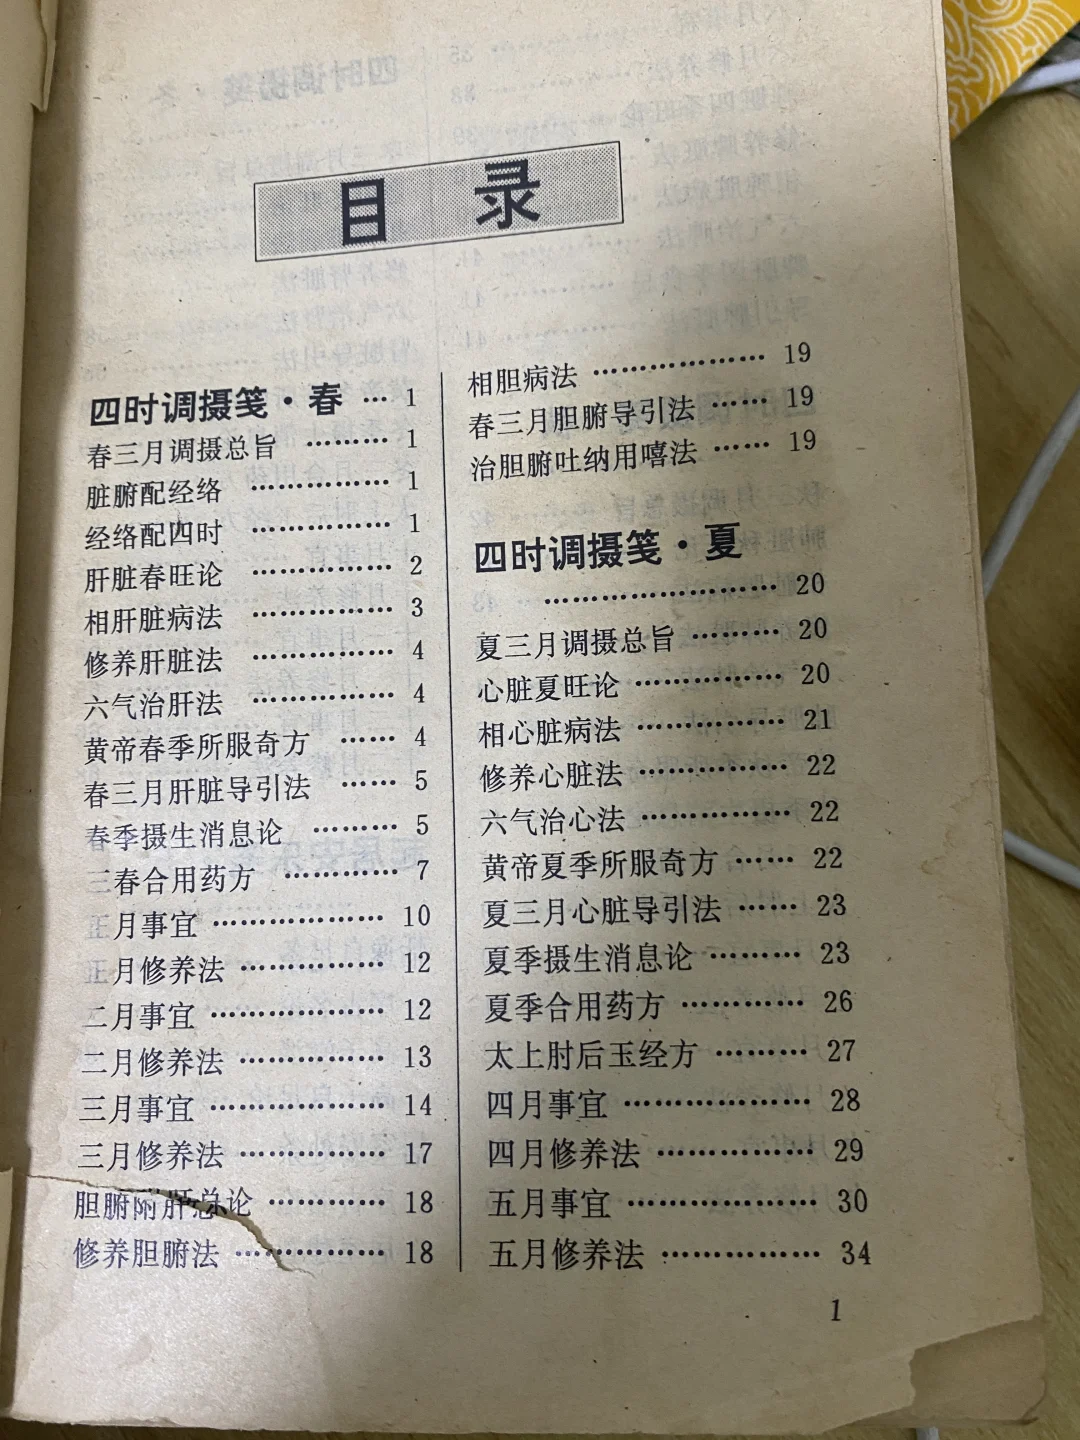 目 录
四时调摄笺·春 … 1
春三月调摄总旨 ……… 1
脏腑配经络 …………… 1
经络配四时 …………… 1
肝脏春旺论 …………… 2
相肝脏病法 …………… 3
修养肝脏法 …………… 4
六气治肝法 …………… 4
黄帝春季所服奇方 …… 4
春三月肝脏导引法 …… 5
春季摄生消息论 ……… 5
三春合用药方 ………… 7
正月事宜 ……………… 10
正月修养法 …………… 12
二月事宜 ……………… 12
二月修养法 …………… 13
三月事宜 ……………… 14
三月修养法 …………… 17
胆腑附肝总论 ………… 18
修养胆腑法 …………… 18
相胆病法 ……………… 19
春三月胆腑导引法 …… 19
治胆腑吐纳用嘻法 …… 19
四时调摄笺·夏
…………………… 20
夏三月调摄总旨 ……… 20
心脏夏旺论 …………… 20
相心脏病法 …………… 21
修养心脏法 …………… 22
六气治心法 …………… 22
黄帝夏季所服奇方 …… 22
夏三月心脏导引法 …… 23
夏季摄生消息论 ……… 23
夏季合用药方 ………… 26
太上肘后玉经方 ……… 27
四月事宜 ……………… 28
四月修养法 …………… 29
五月事宜 ……………… 30
五月修养法 …………… 34
1